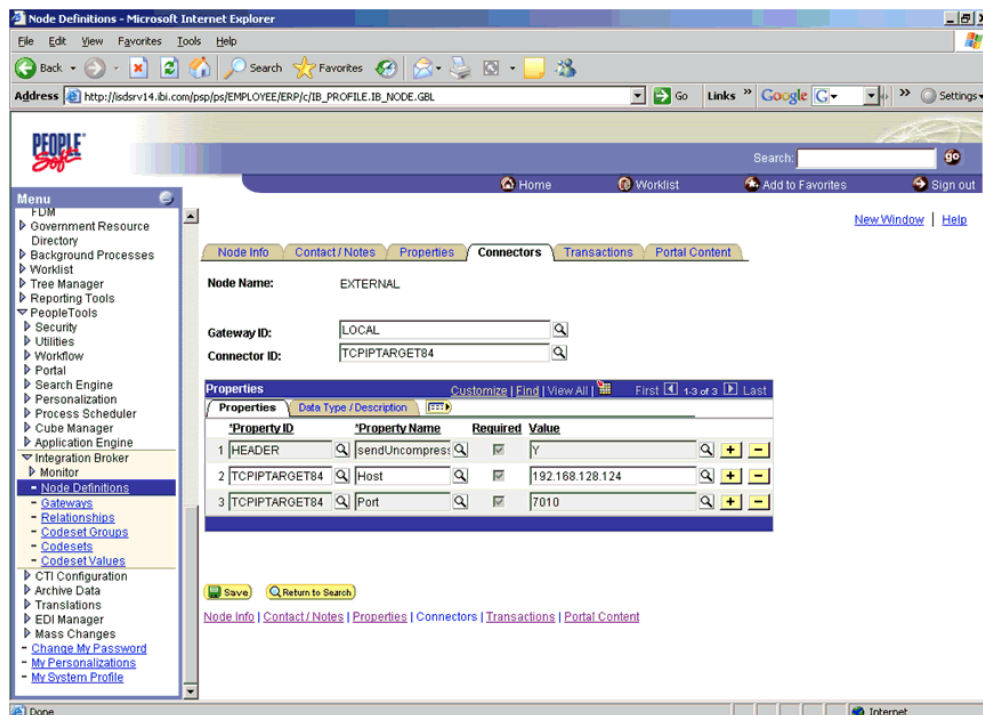 Node Definitions - Microsoft Internet Explorer
File Edit View Favorites Tools Help
Back Search Favorites
Address http://isdsrv14.ibi.com/psp/ps/EMPLOYEE/ERP/c/IB_PROFILE.IB_NODE.GBL Go Links » Google G » Settings
PEOPLE Soft
Search: go
Home Worklist Add to Favorites Sign out
New Window | Help
Menu
FDM
Government Resource
Directory
Background Processes
Worklist
Tree Manager
Reporting Tools
PeopleTools
Security
Utilities
Workflow
Portal
Search Engine
Personalization
Process Scheduler
Cube Manager
Application Engine
Integration Broker
Monitor
- Node Definitions
- Gateways
- Relationships
- Codeset Groups
- Codesets
- Codeset Values
CTI Configuration
Archive Data
Translations
EDI Manager
Mass Changes
- Change My Password
- My Personalizations
- My System Profile
Node Info Contact / Notes Properties Connectors Transactions Portal Content
Node Name: EXTERNAL
Gateway ID: LOCAL
Connector ID: TCPIPTARGET84
Properties Customize | Find | View All | First 1-3 of 3 Last
Properties Data Type / Description
*Property ID *Property Name Required Value
1 HEADER sendUncompress Y + -
2 TCPIPTARGET84 Host 192.168.128.124 + -
3 TCPIPTARGET84 Port 7010 + -
Save Return to Search
Node Info | Contact / Notes | Properties | Connectors | Transactions | Portal Content
Done Internet